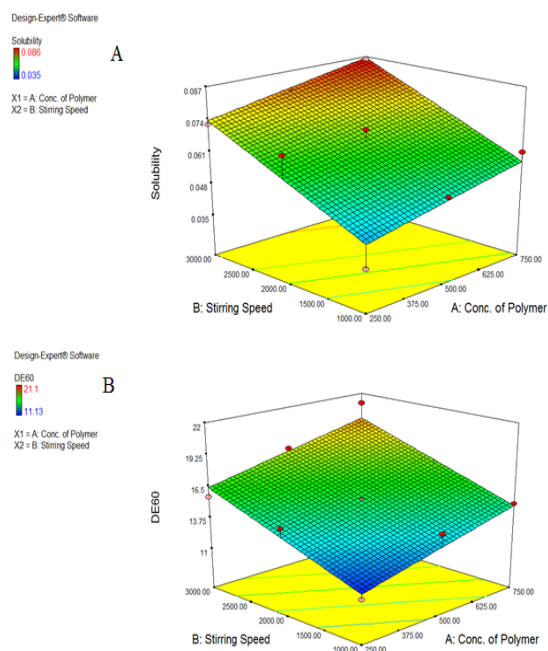 Design-Expert® Software
Solubility
0.086
0.035
X1 = A: Conc. of Polymer
X2 = B: Stirring Speed
A
0.087
0.074
0.061
0.048
0.035
Solubility
3000.00
2500.00
2000.00
1500.00
1000.00
B: Stirring Speed
750.00
625.00
500.00
375.00
250.00
A: Conc. of Polymer
Design-Expert® Software
DE60
21.1
11.13
X1 = A: Conc. of Polymer
X2 = B: Stirring Speed
B
22
19.25
16.5
13.75
11
DE60
3000.00
2500.00
2000.00
1500.00
1000.00
B: Stirring Speed
750.00
625.00
500.00
375.00
250.00
A: Conc. of Polymer